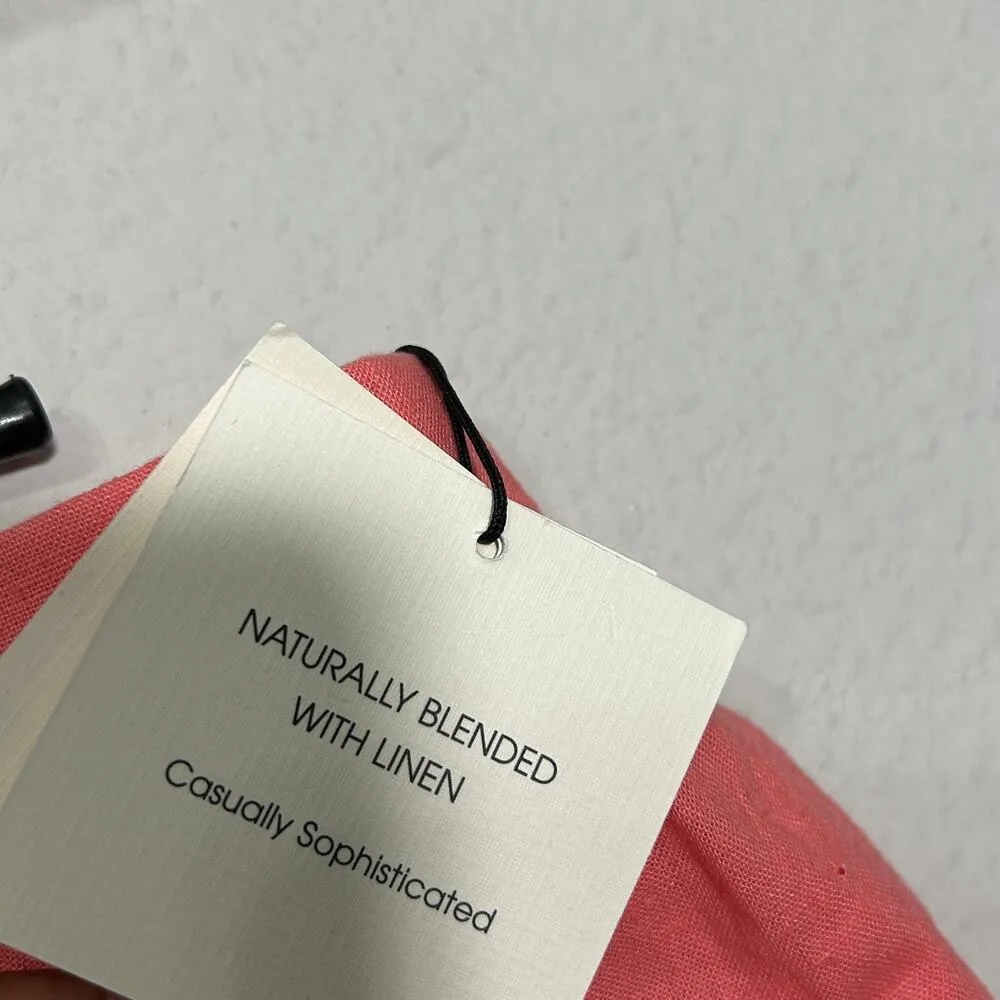 NATURALLY BLENDED
WITH LINEN
Casually Sophisticated